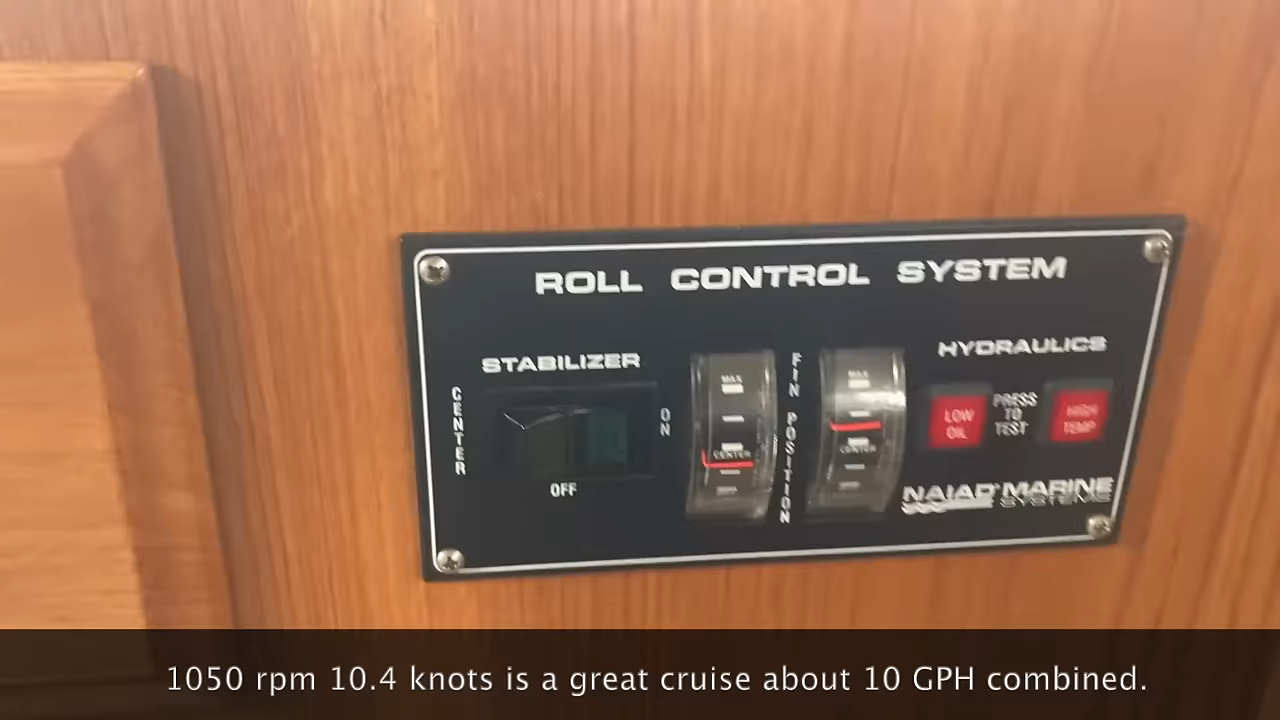 ROLL CONTROL SYSTEM
STABILIZER
CENTER
ON
OFF
MAX
CENTER
FIN POSITION
MAX
CENTER
HYDRAULICS
LOW OIL
PRESS TO TEST
HIGH TEMP
NAIAD MARINE SYSTEMS
1050 rpm 10.4 knots is a great cruise about 10 GPH combined.